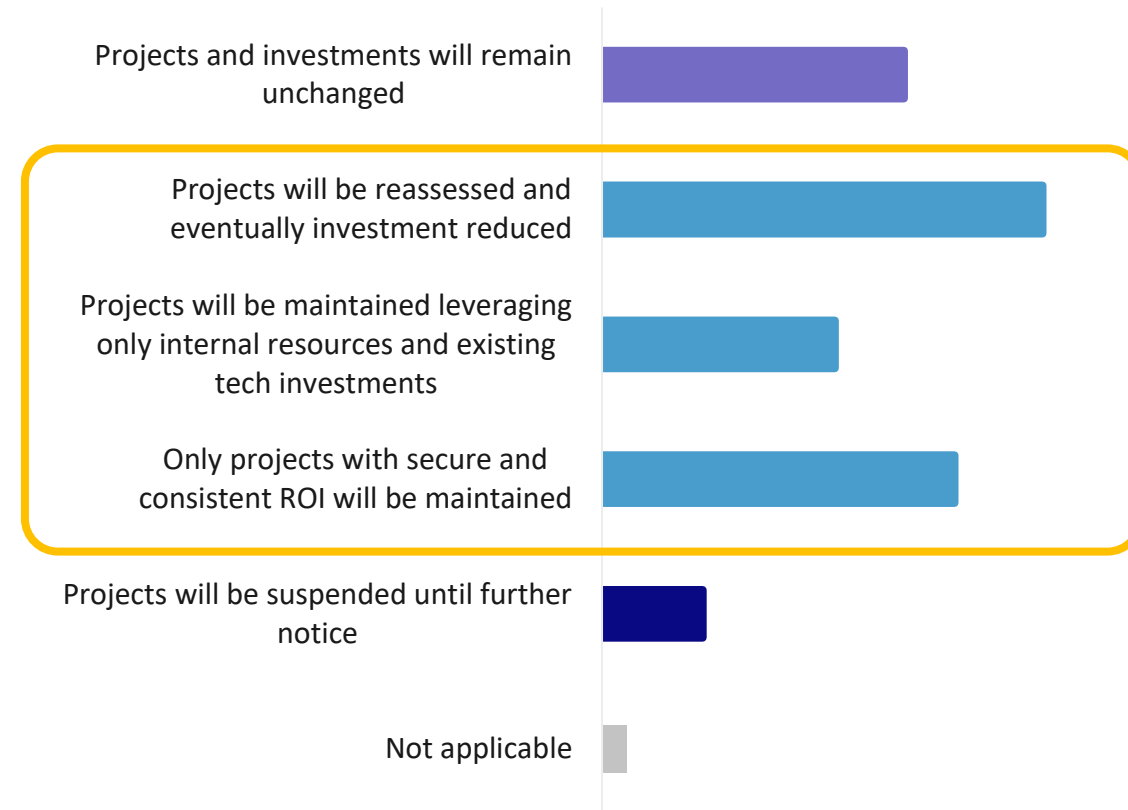 Projects and investments will remain
unchanged
Projects will be reassessed and
eventually investment reduced
Projects will be maintained leveraging
only internal resources and existing
tech investments
Only projects with secure and
consistent ROI will be maintained
Projects will be suspended until further
notice
Not applicable